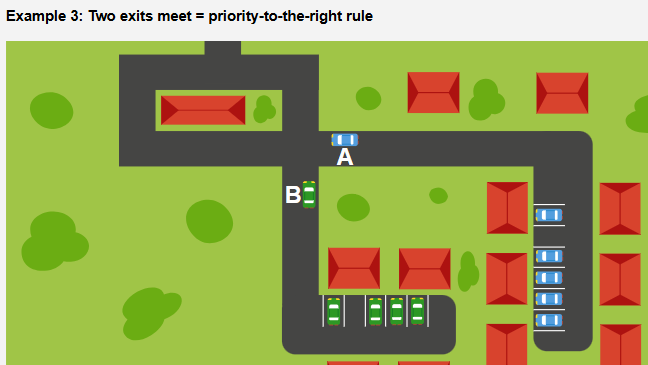 Example 3: Two exits meet = priority-to-the-right rule
A
B